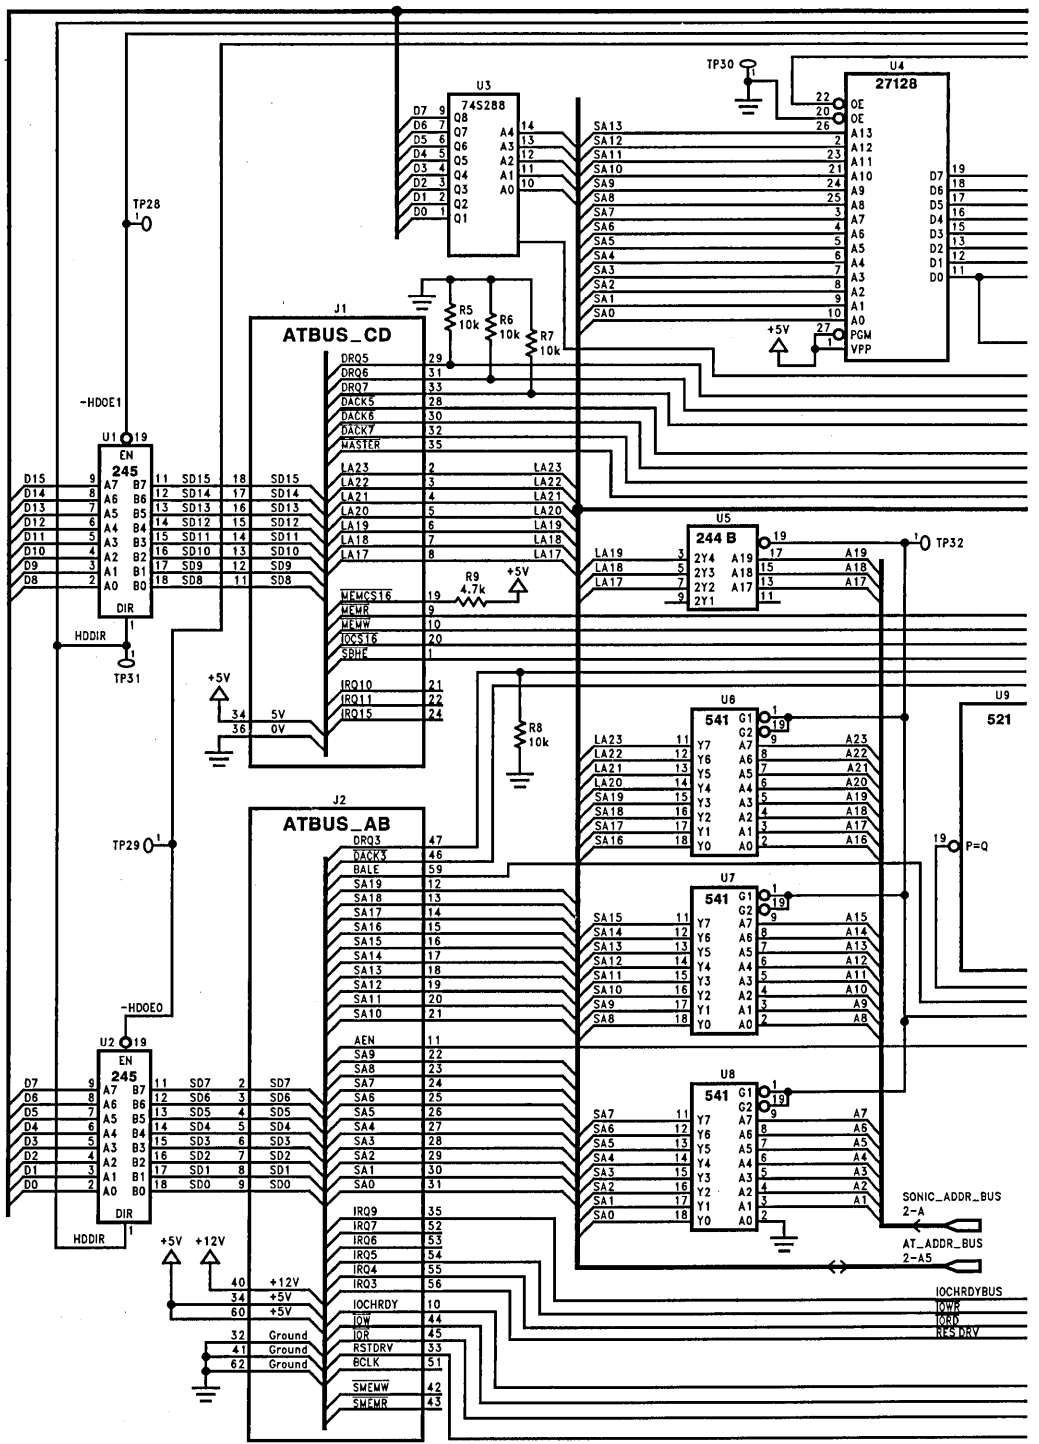 TP30
1
U4
27128
22
OE
20
OE
26
A13
SA13
2
A12
SA12
23
A11
SA11
21
A10
SA10
24
A9
SA9
25
A8
SA8
3
A7
SA7
4
A6
SA6
5
A5
SA5
6
A4
SA4
7
A3
SA3
8
A2
SA2
9
A1
SA1
10
A0
SA0
27
PGM
1
VPP
+5V
D7 19
D6 18
D5 17
D4 16
D3 15
D2 13
D1 12
D0 11
U3
74S288
D7 9 Q8
D6 7 Q7
D5 6 Q6
D4 5 Q5
D3 4 Q4
D2 3 Q3
D1 2 Q2
D0 1 Q1
A4 14
A3 13
A2 12
A1 11
A0 10
TP28
1
R5
10k
R6
10k
R7
10k
J1
ATBUS_CD
DRQ5 29
DRQ6 31
DRQ7 33
DACK5 28
DACK6 30
DACK7 32
MASTER 35
LA23 2 LA23
LA22 3 LA22
LA21 4 LA21
LA20 5 LA20
LA19 6 LA19
LA18 7 LA18
LA17 8 LA17
MEMCS16 19
R9
4.7k
+5V
MEMR 9
MEMW 10
IOCS16 20
SBHE 1
IRQ10 21
IRQ11 22
IRQ15 24
+5V
34 5V
36 0V
-HDOE1
U1 19
EN
245
D15 9 A7 B7 11 SD15 18 SD15
D14 8 A6 B6 12 SD14 17 SD14
D13 7 A5 B5 13 SD13 16 SD13
D12 6 A4 B4 14 SD12 15 SD12
D11 5 A3 B3 15 SD11 14 SD11
D10 4 A2 B2 16 SD10 13 SD10
D9 3 A1 B1 17 SD9 12 SD9
D8 2 A0 B0 18 SD8 11 SD8
DIR
1
HDDIR
1
TP31
U5
244 B
19
1 TP32
LA19 3 2Y4 A19 17 A19
LA18 5 2Y3 A18 15 A18
LA17 7 2Y2 A17 13 A17
9 2Y1 11
R8
10k
U6
541
G1 1
G2 19
LA23 11 Y7 A7 9 A23
LA22 12 Y6 A6 8 A22
LA21 13 Y5 A5 7 A21
LA20 14 Y4 A4 6 A20
SA19 15 Y3 A3 5 A19
SA18 16 Y2 A2 4 A18
SA17 17 Y1 A1 3 A17
SA16 18 Y0 A0 2 A16
U9
521
19
P=Q
U7
541
G1 1
G2 19
SA15 11 Y7 A7 9 A15
SA14 12 Y6 A6 8 A14
SA13 13 Y5 A5 7 A13
SA12 14 Y4 A4 6 A12
SA11 15 Y3 A3 5 A11
SA10 16 Y2 A2 4 A10
SA9 17 Y1 A1 3 A9
SA8 18 Y0 A0 2 A8
U8
541
G1 1
G2 19
SA7 11 Y7 A7 9 A7
SA6 12 Y6 A6 8 A6
SA5 13 Y5 A5 7 A5
SA4 14 Y4 A4 6 A4
SA3 15 Y3 A3 5 A3
SA2 16 Y2 A2 4 A2
SA1 17 Y1 A1 3 A1
SA0 18 Y0 A0 2
J2
ATBUS_AB
DRQ3 47
DACK3 46
BALE 59
SA19 12
SA18 13
SA17 14
SA16 15
SA15 16
SA14 17
SA13 18
SA12 19
SA11 20
SA10 21
AEN 11
SA9 22
SA8 23
SA7 24
SA6 25
SA5 26
SA4 27
SA3 28
SA2 29
SA1 30
SA0 31
IRQ9 35
IRQ7 52
IRQ6 53
IRQ5 54
IRQ4 55
IRQ3 56
IOCHRDY 10
IOW 44
IOR 45
RSTDRV 33
BCLK 51
SMEMW 42
SMEMR 43
TP29 1
-HDOE0
U2 19
EN
245
D7 9 A7 B7 11 SD7 2 SD7
D6 8 A6 B6 12 SD6 3 SD6
D5 7 A5 B5 13 SD5 4 SD5
D4 6 A4 B4 14 SD4 5 SD4
D3 5 A3 B3 15 SD3 6 SD3
D2 4 A2 B2 16 SD2 7 SD2
D1 3 A1 B1 17 SD1 8 SD1
D0 2 A0 B0 18 SD0 9 SD0
DIR
1
HDDIR
+5V +12V
40 +12V
34 +5V
60 +5V
32 Ground
41 Ground
62 Ground
SONIC_ADDR_BUS
2-A
AT_ADDR_BUS
2-A5
IOCHRDYBUS
IOWR
IORD
RES DRV